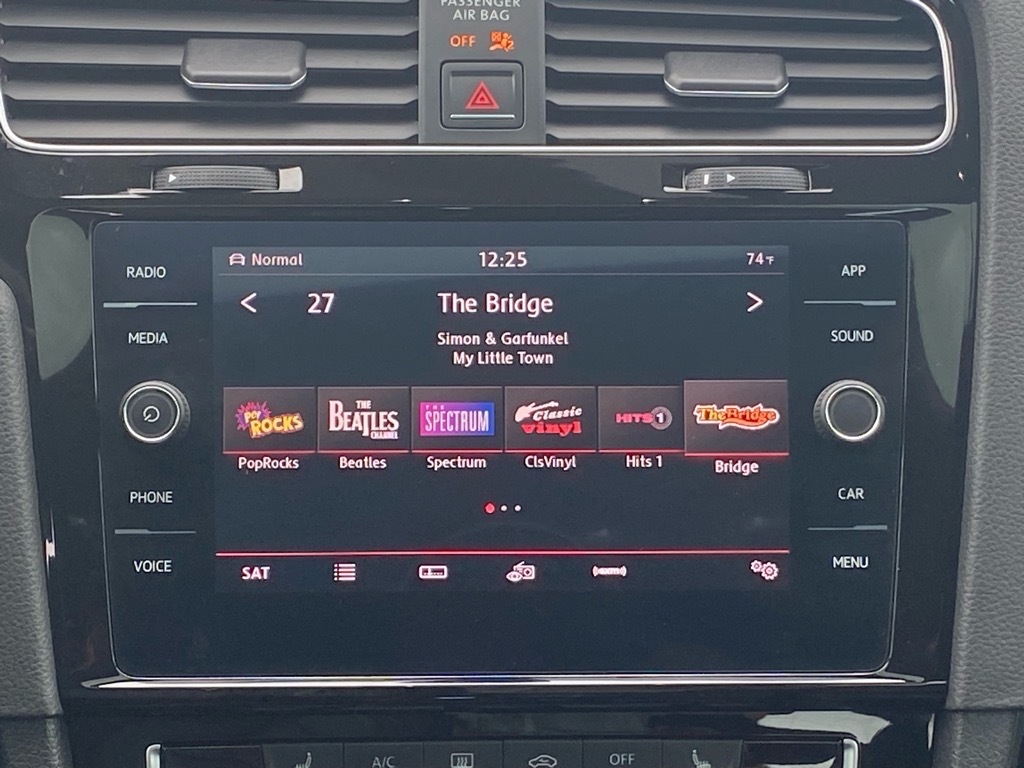 PASSENGER
AIR BAG
OFF
2
RADIO
MEDIA
PHONE
VOICE
Normal 12:25 74°F
< 27 The Bridge >
Simon & Garfunkel
My Little Town
POP ROCKS
THE BEATLES CHANNEL
THE SPECTRUM
Classic vinyl
HITS 1
The Bridge
PopRocks Beatles Spectrum ClsVinyl Hits 1 Bridge
SAT
((SXM))
APP
SOUND
CAR
MENU
A/C OFF